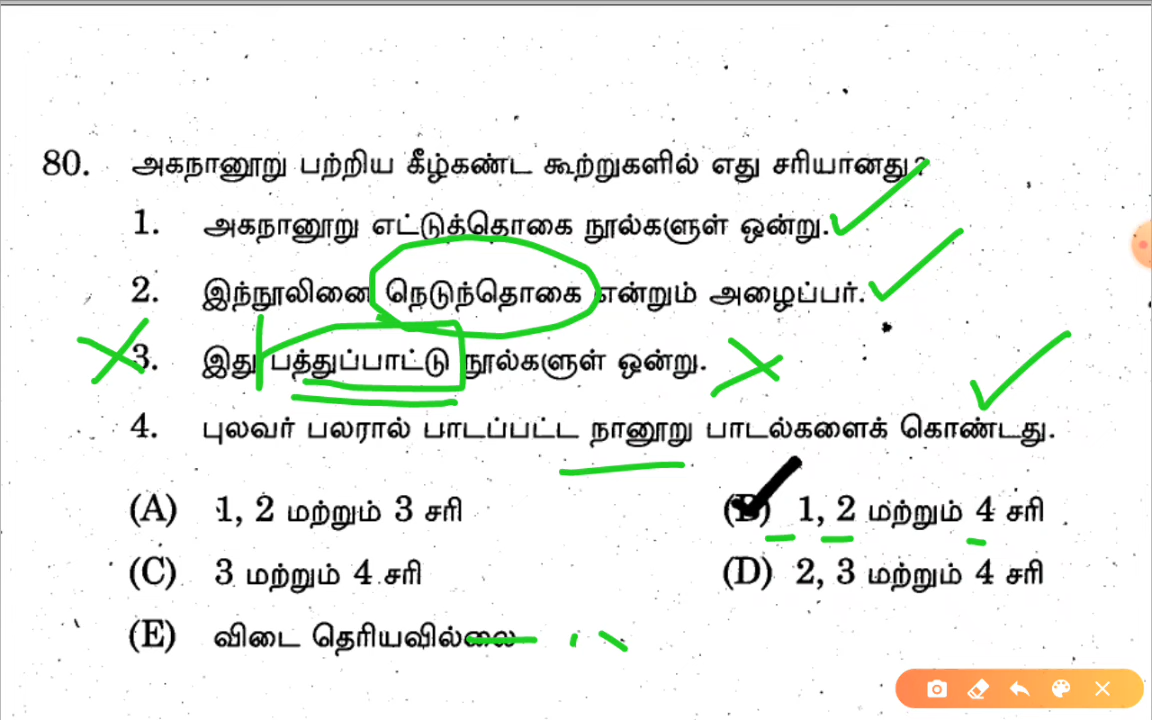 80. அகநானூறு பற்றிய கீழ்கண்ட கூற்றுகளில் எது சரியானது?
1. அகநானூறு எட்டுக்தொகை நூல்களுள் ஒன்று.
2. இந்நூலினை நெடுந்தொகை என்றும் அழைப்பர்.
3. இது பத்துப்பாட்டு நூல்களுள் ஒன்று.
4. புலவர் பலரால் பாடப்பட்ட நானூறு பாடல்களைக் கொண்டது.
(A) 1, 2 மற்றும் 3 சரி (B) 1, 2 மற்றும் 4 சரி
(C) 3 மற்றும் 4 சரி (D) 2, 3 மற்றும் 4 சரி
(E) விடை தெரியவில்லை